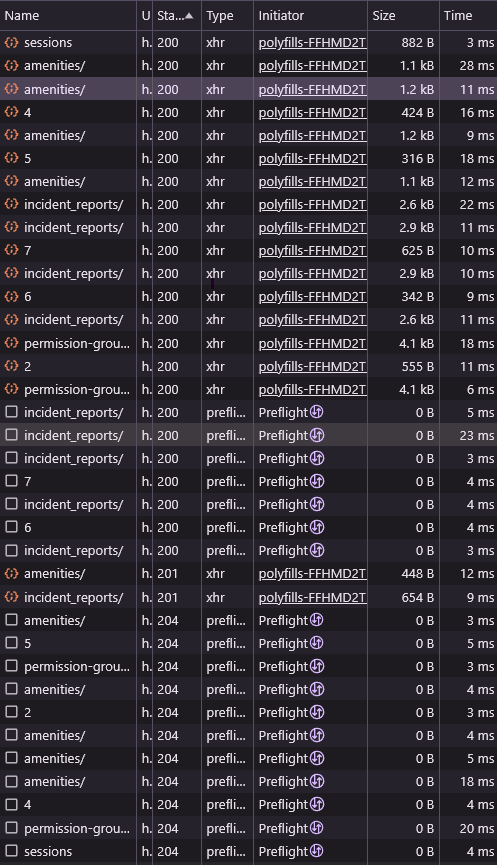 Name U Sta... Type Initiator Size Time
sessions h. 200 xhr polyfills-FFHMD2T 882 B 3 ms
amenities/ h. 200 xhr polyfills-FFHMD2T 1.1 kB 28 ms
amenities/ h. 200 xhr polyfills-FFHMD2T 1.2 kB 11 ms
4 h. 200 xhr polyfills-FFHMD2T 424 B 16 ms
amenities/ h. 200 xhr polyfills-FFHMD2T 1.2 kB 9 ms
5 h. 200 xhr polyfills-FFHMD2T 316 B 18 ms
amenities/ h. 200 xhr polyfills-FFHMD2T 1.1 kB 12 ms
incident_reports/ h. 200 xhr polyfills-FFHMD2T 2.6 kB 22 ms
incident_reports/ h. 200 xhr polyfills-FFHMD2T 2.9 kB 11 ms
7 h. 200 xhr polyfills-FFHMD2T 625 B 10 ms
incident_reports/ h. 200 xhr polyfills-FFHMD2T 2.9 kB 10 ms
6 h. 200 xhr polyfills-FFHMD2T 342 B 9 ms
incident_reports/ h. 200 xhr polyfills-FFHMD2T 2.6 kB 11 ms
permission-grou... h. 200 xhr polyfills-FFHMD2T 4.1 kB 18 ms
2 h. 200 xhr polyfills-FFHMD2T 555 B 11 ms
permission-grou... h. 200 xhr polyfills-FFHMD2T 4.1 kB 6 ms
incident_reports/ h. 200 prefli... Preflight 0 B 5 ms
incident_reports/ h. 200 prefli... Preflight 0 B 23 ms
incident_reports/ h. 200 prefli... Preflight 0 B 3 ms
7 h. 200 prefli... Preflight 0 B 4 ms
incident_reports/ h. 200 prefli... Preflight 0 B 4 ms
6 h. 200 prefli... Preflight 0 B 4 ms
incident_reports/ h. 200 prefli... Preflight 0 B 3 ms
amenities/ h. 201 xhr polyfills-FFHMD2T 448 B 12 ms
incident_reports/ h. 201 xhr polyfills-FFHMD2T 654 B 9 ms
amenities/ h. 204 prefli... Preflight 0 B 3 ms
5 h. 204 prefli... Preflight 0 B 5 ms
permission-grou... h. 204 prefli... Preflight 0 B 3 ms
amenities/ h. 204 prefli... Preflight 0 B 4 ms
2 h. 204 prefli... Preflight 0 B 3 ms
amenities/ h. 204 prefli... Preflight 0 B 4 ms
amenities/ h. 204 prefli... Preflight 0 B 5 ms
amenities/ h. 204 prefli... Preflight 0 B 18 ms
4 h. 204 prefli... Preflight 0 B 4 ms
permission-grou... h. 204 prefli... Preflight 0 B 20 ms
sessions h. 204 prefli... Preflight 0 B 4 ms